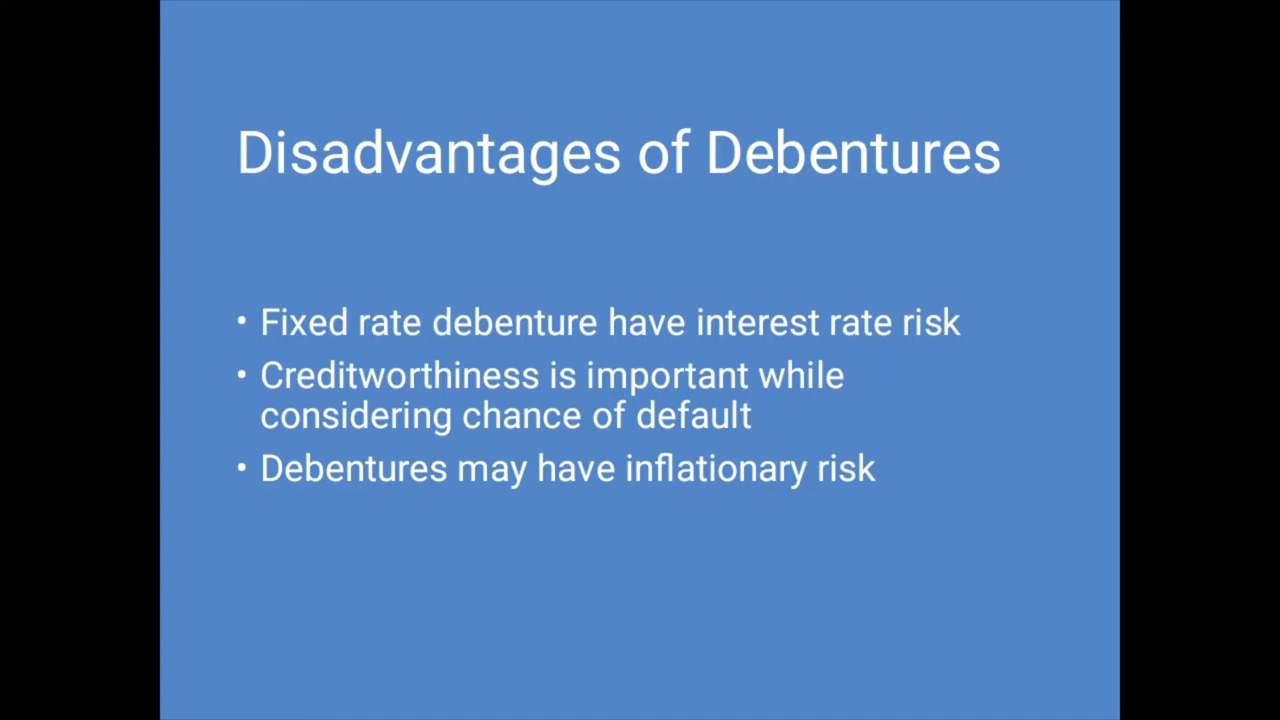 Disadvantages of Debentures
• Fixed rate debenture have interest rate risk
• Creditworthiness is important while
considering chance of default
• Debentures may have inflationary risk